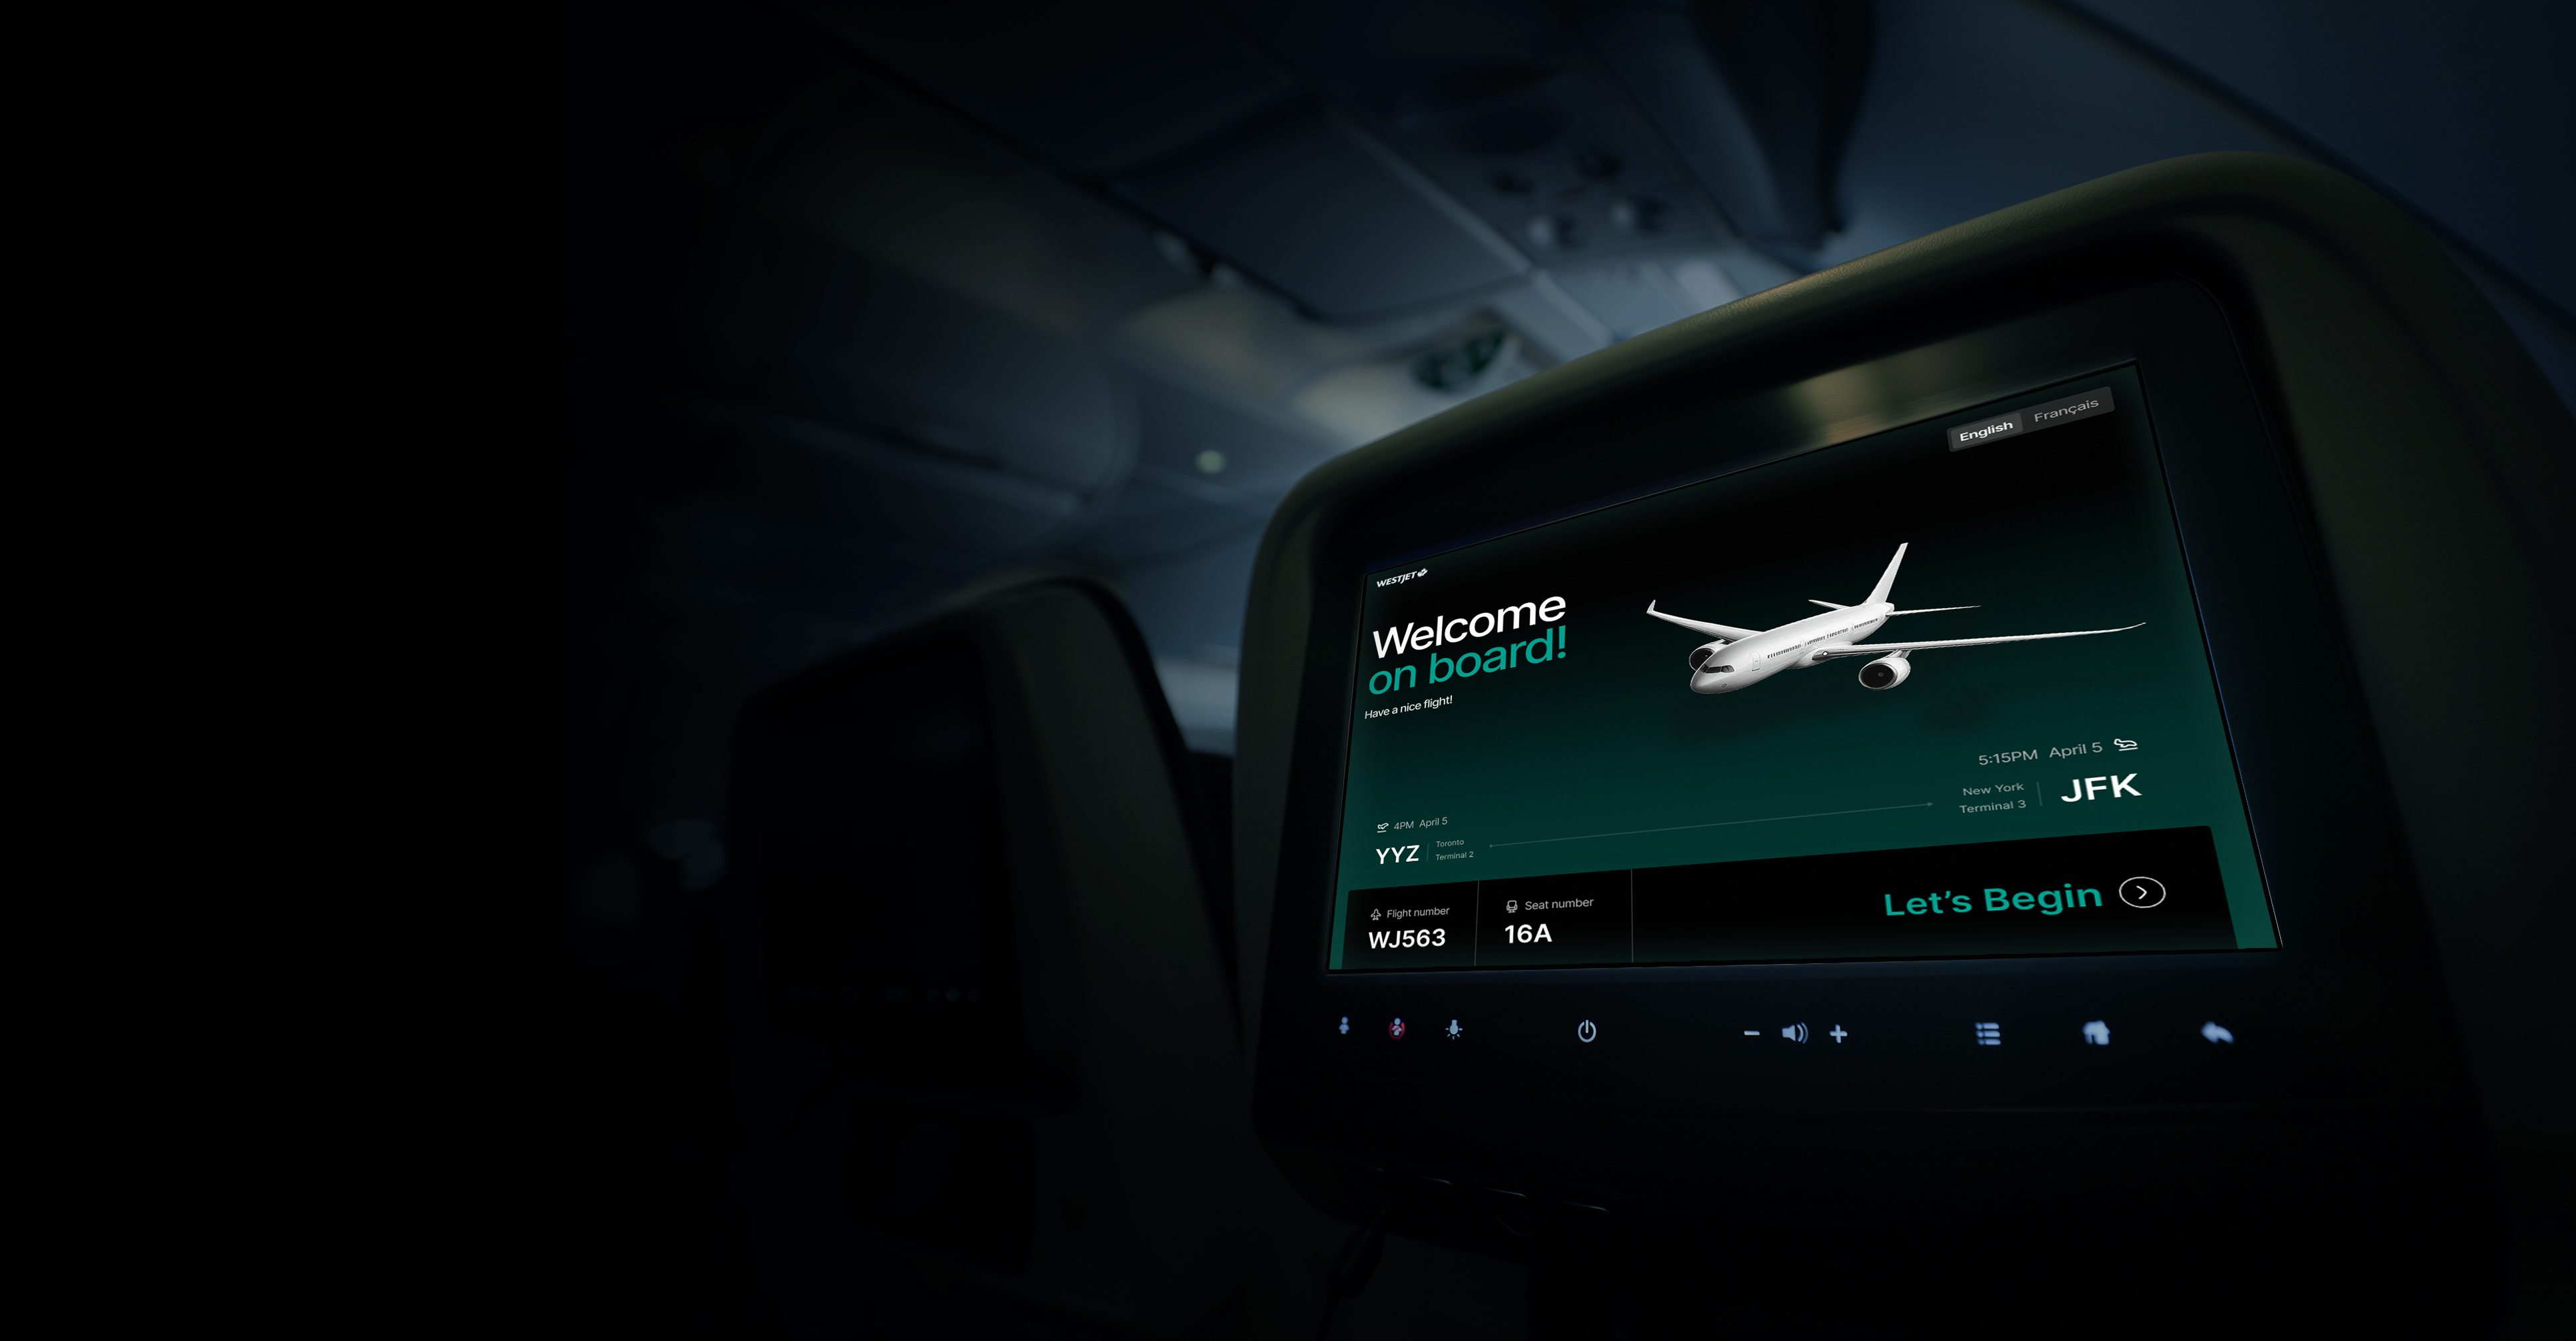 English Français
WESTJET
Welcome
on board!
Have a nice flight!
5:15PM April 5
New York
Terminal 3
JFK
4PM April 5
YYZ
Toronto
Terminal 2
Flight number
WJ563
Seat number
16A
Let's Begin